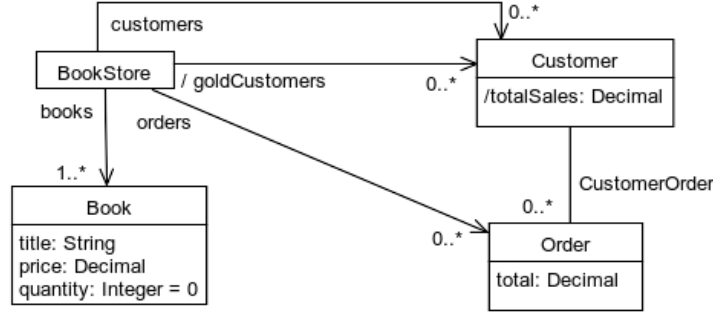 customers
0..*
BookStore
/ goldCustomers
0..*
Customer
/totalSales: Decimal
books
orders
1..*
CustomerOrder
0..*
0..*
Book
title: String
price: Decimal
quantity: Integer = 0
Order
total: Decimal